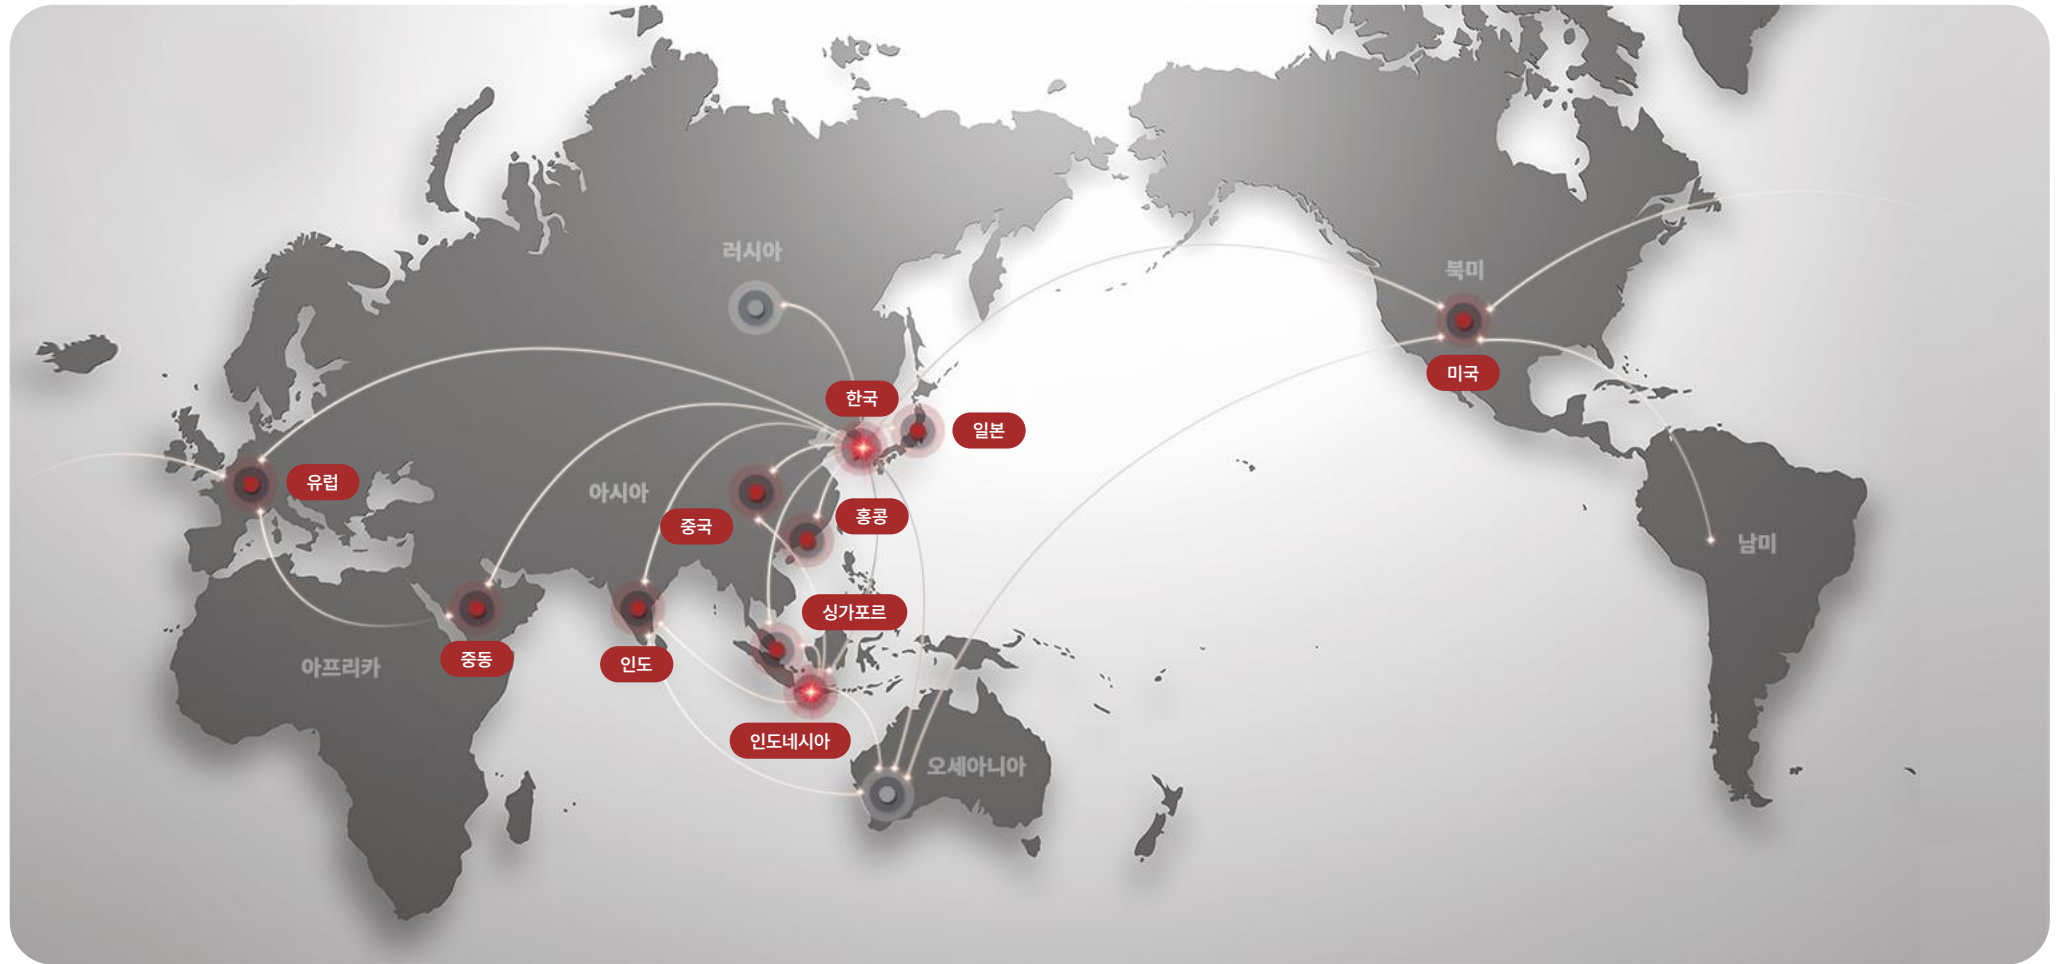 러시아
북미
미국
한국
일본
유럽
아시아
중국
홍콩
남미
싱가포르
아프리카
중동
인도
인도네시아
오세아니아